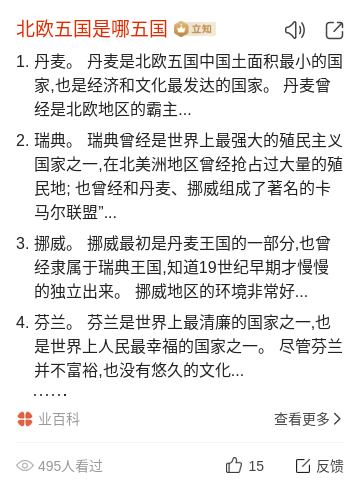 北欧五国是哪五国 立知
1. 丹麦。 丹麦是北欧五国中国土面积最小的国
家,也是经济和文化最发达的国家。 丹麦曾
经是北欧地区的霸主...
2. 瑞典。 瑞典曾经是世界上最强大的殖民主义
国家之一,在北美洲地区曾经抢占过大量的殖
民地; 也曾经和丹麦、挪威组成了著名的卡
马尔联盟”...
3. 挪威。 挪威最初是丹麦王国的一部分,也曾
经隶属于瑞典王国,知道19世纪早期才慢慢
的独立出来。 挪威地区的环境非常好...
4. 芬兰。 芬兰是世界上最清廉的国家之一,也
是世界上人民最幸福的国家之一。 尽管芬兰
并不富裕,也没有悠久的文化...
······
业百科 查看更多
495人看过 15 反馈